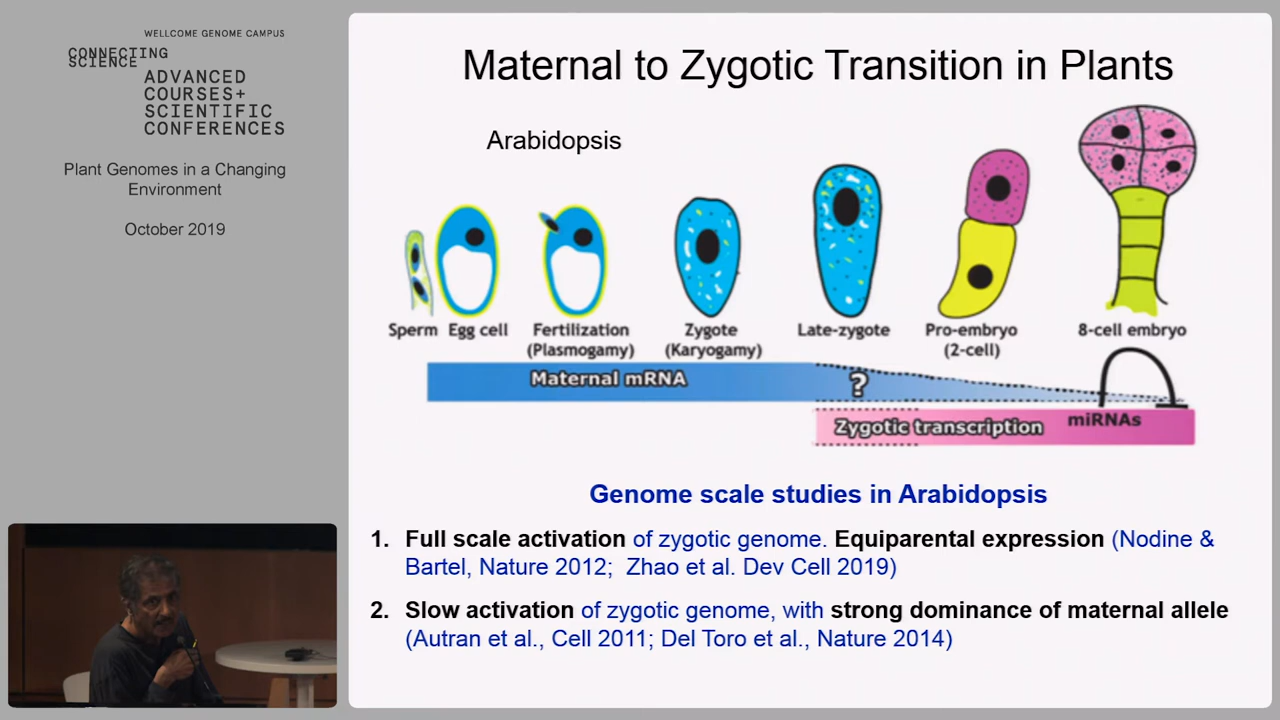 WELLCOME GENOME CAMPUS
CONNECTING
SCIENCE
ADVANCED
COURSES+
SCIENTIFIC
CONFERENCES
Plant Genomes in a Changing
Environment
October 2019
Maternal to Zygotic Transition in Plants
Arabidopsis
Sperm
Egg cell
Fertilization
(Plasmogamy)
Zygote
(Karyogamy)
Late-zygote
Pro-embryo
(2-cell)
8-cell embryo
Maternal mRNA
?
Zygotic transcription
miRNAs
Genome scale studies in Arabidopsis
1. Full scale activation of zygotic genome. Equiparental expression (Nodine &
Bartel, Nature 2012; Zhao et al. Dev Cell 2019)
2. Slow activation of zygotic genome, with strong dominance of maternal allele
(Autran et al., Cell 2011; Del Toro et al., Nature 2014)